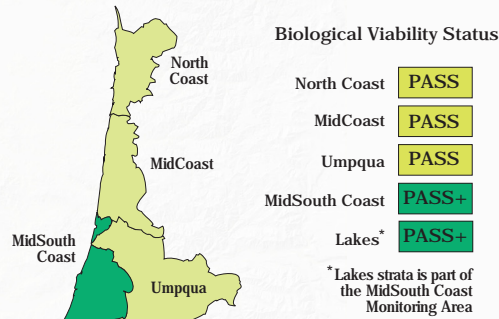 North
Coast
MidCoast
MidSouth
Coast
Umpqua
Biological Viability Status
North Coast PASS
MidCoast PASS
Umpqua PASS
MidSouth Coast PASS+
Lakes* PASS+
*Lakes strata is part of
the MidSouth Coast
Monitoring Area